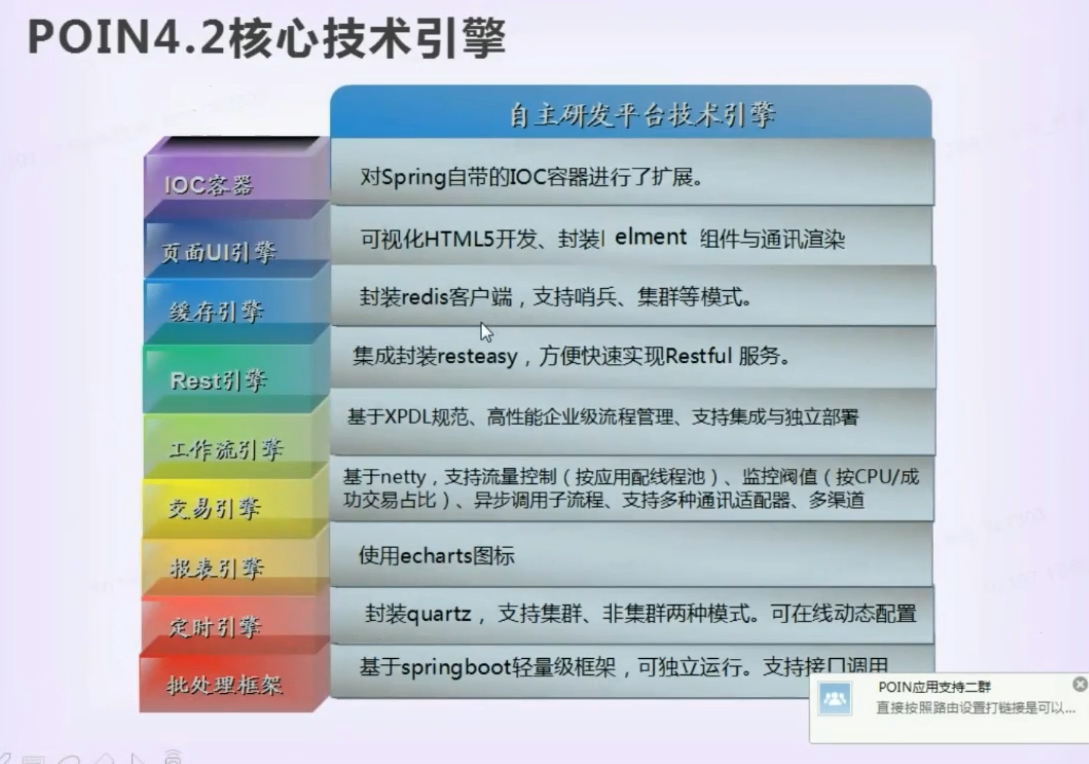 POIN4.2核心技术引擎
自主研发平台技术引擎
IOC容器
对Spring自带的IOC容器进行了扩展。
页面UI引擎
可视化HTML5开发、封装l elment 组件与通讯渲染
缓存引擎
封装redis客户端，支持哨兵、集群等模式。
Rest引擎
集成封装resteasy，方便快速实现Restful 服务。
工作流引擎
基于XPDL规范、高性能企业级流程管理、支持集成与独立部署
交易引擎
基于netty，支持流量控制（按应用配线程池）、监控阀值（按CPU/成
功交易占比）、异步调用子流程、支持多种通讯适配器、多渠道
报表引擎
使用echarts图标
定时引擎
封装quartz， 支持集群、非集群两种模式。可在线动态配置
批处理框架
基于springboot轻量级框架，可独立运行。支持接口调用
POIN应用支持二群
直接按照路由设置打链接是可以...